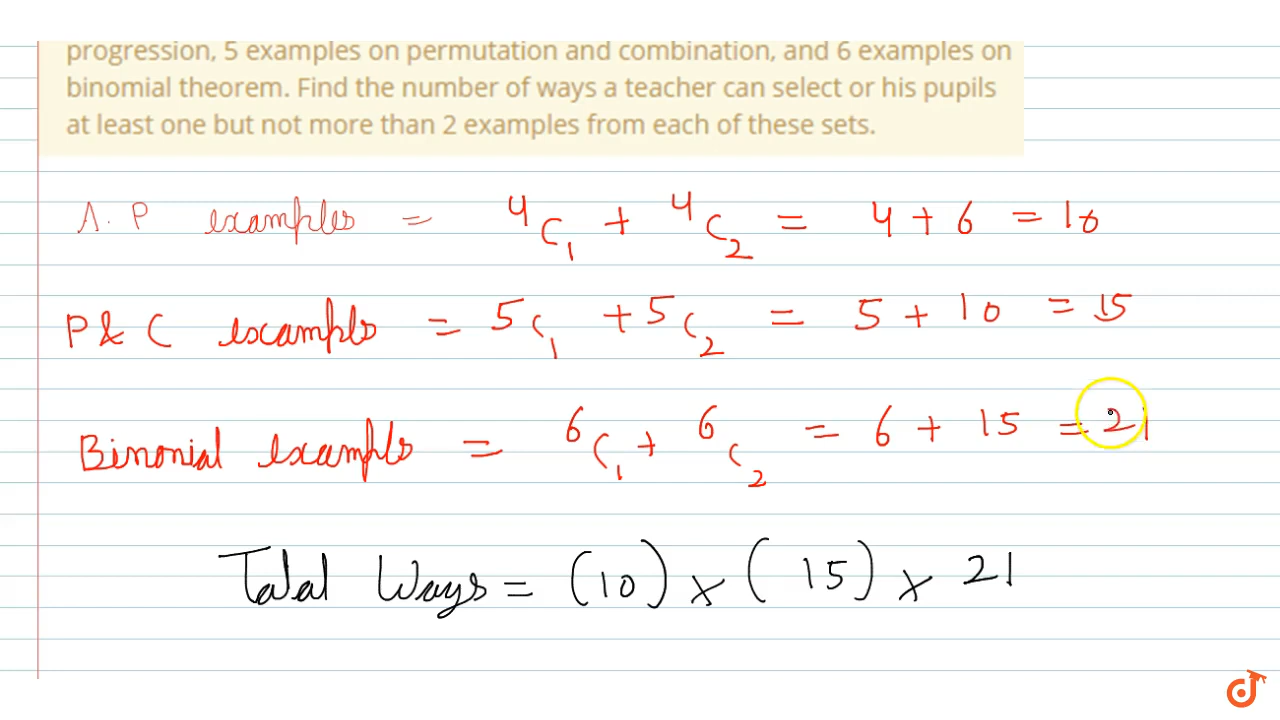 progression, 5 examples on permutation and combination, and 6 examples on
binomial theorem. Find the number of ways a teacher can select or his pupils
at least one but not more than 2 examples from each of these sets.
A.P examples = ⁴C₁ + ⁴C₂ = 4 + 6 = 10
P & C examples = 5C₁ + 5C₂ = 5 + 10 = 15
Binonial examples = ⁶C₁ + ⁶C₂ = 6 + 15 = 21
Total Ways = (10) × (15) × 21